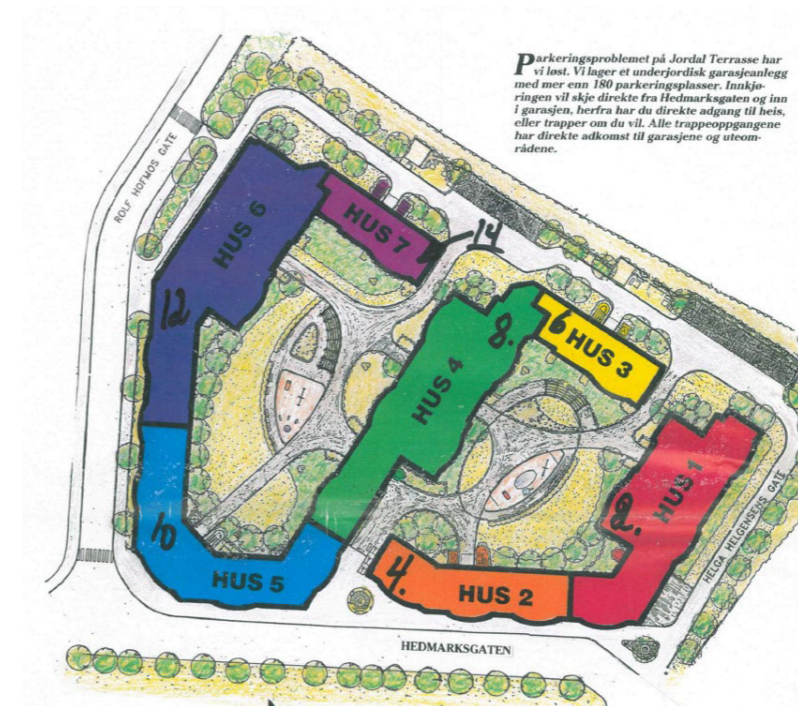 Parkeringsproblemet på Jordal Terrasse har
vi løst. Vi lager et underjordisk garasjeanlegg
med mer enn 180 parkeringsplasser. Innkjø-
ringen vil skje direkte fra Hedmarksgaten og inn
i garasjen, herfra har du direkte adgang til heis,
eller trapper om du vil. Alle trappeoppgangene
har direkte adkomst til garasjene og uteom-
rådene.
ROLF HOFMOS GATE
HUS 6
HUS 7
14
12
8.
6
HUS 3
HUS 4
HUS 1
2.
10
HUS 5
4.
HUS 2
HELGA HELGENSENS GATE
HEDMARKSGATEN